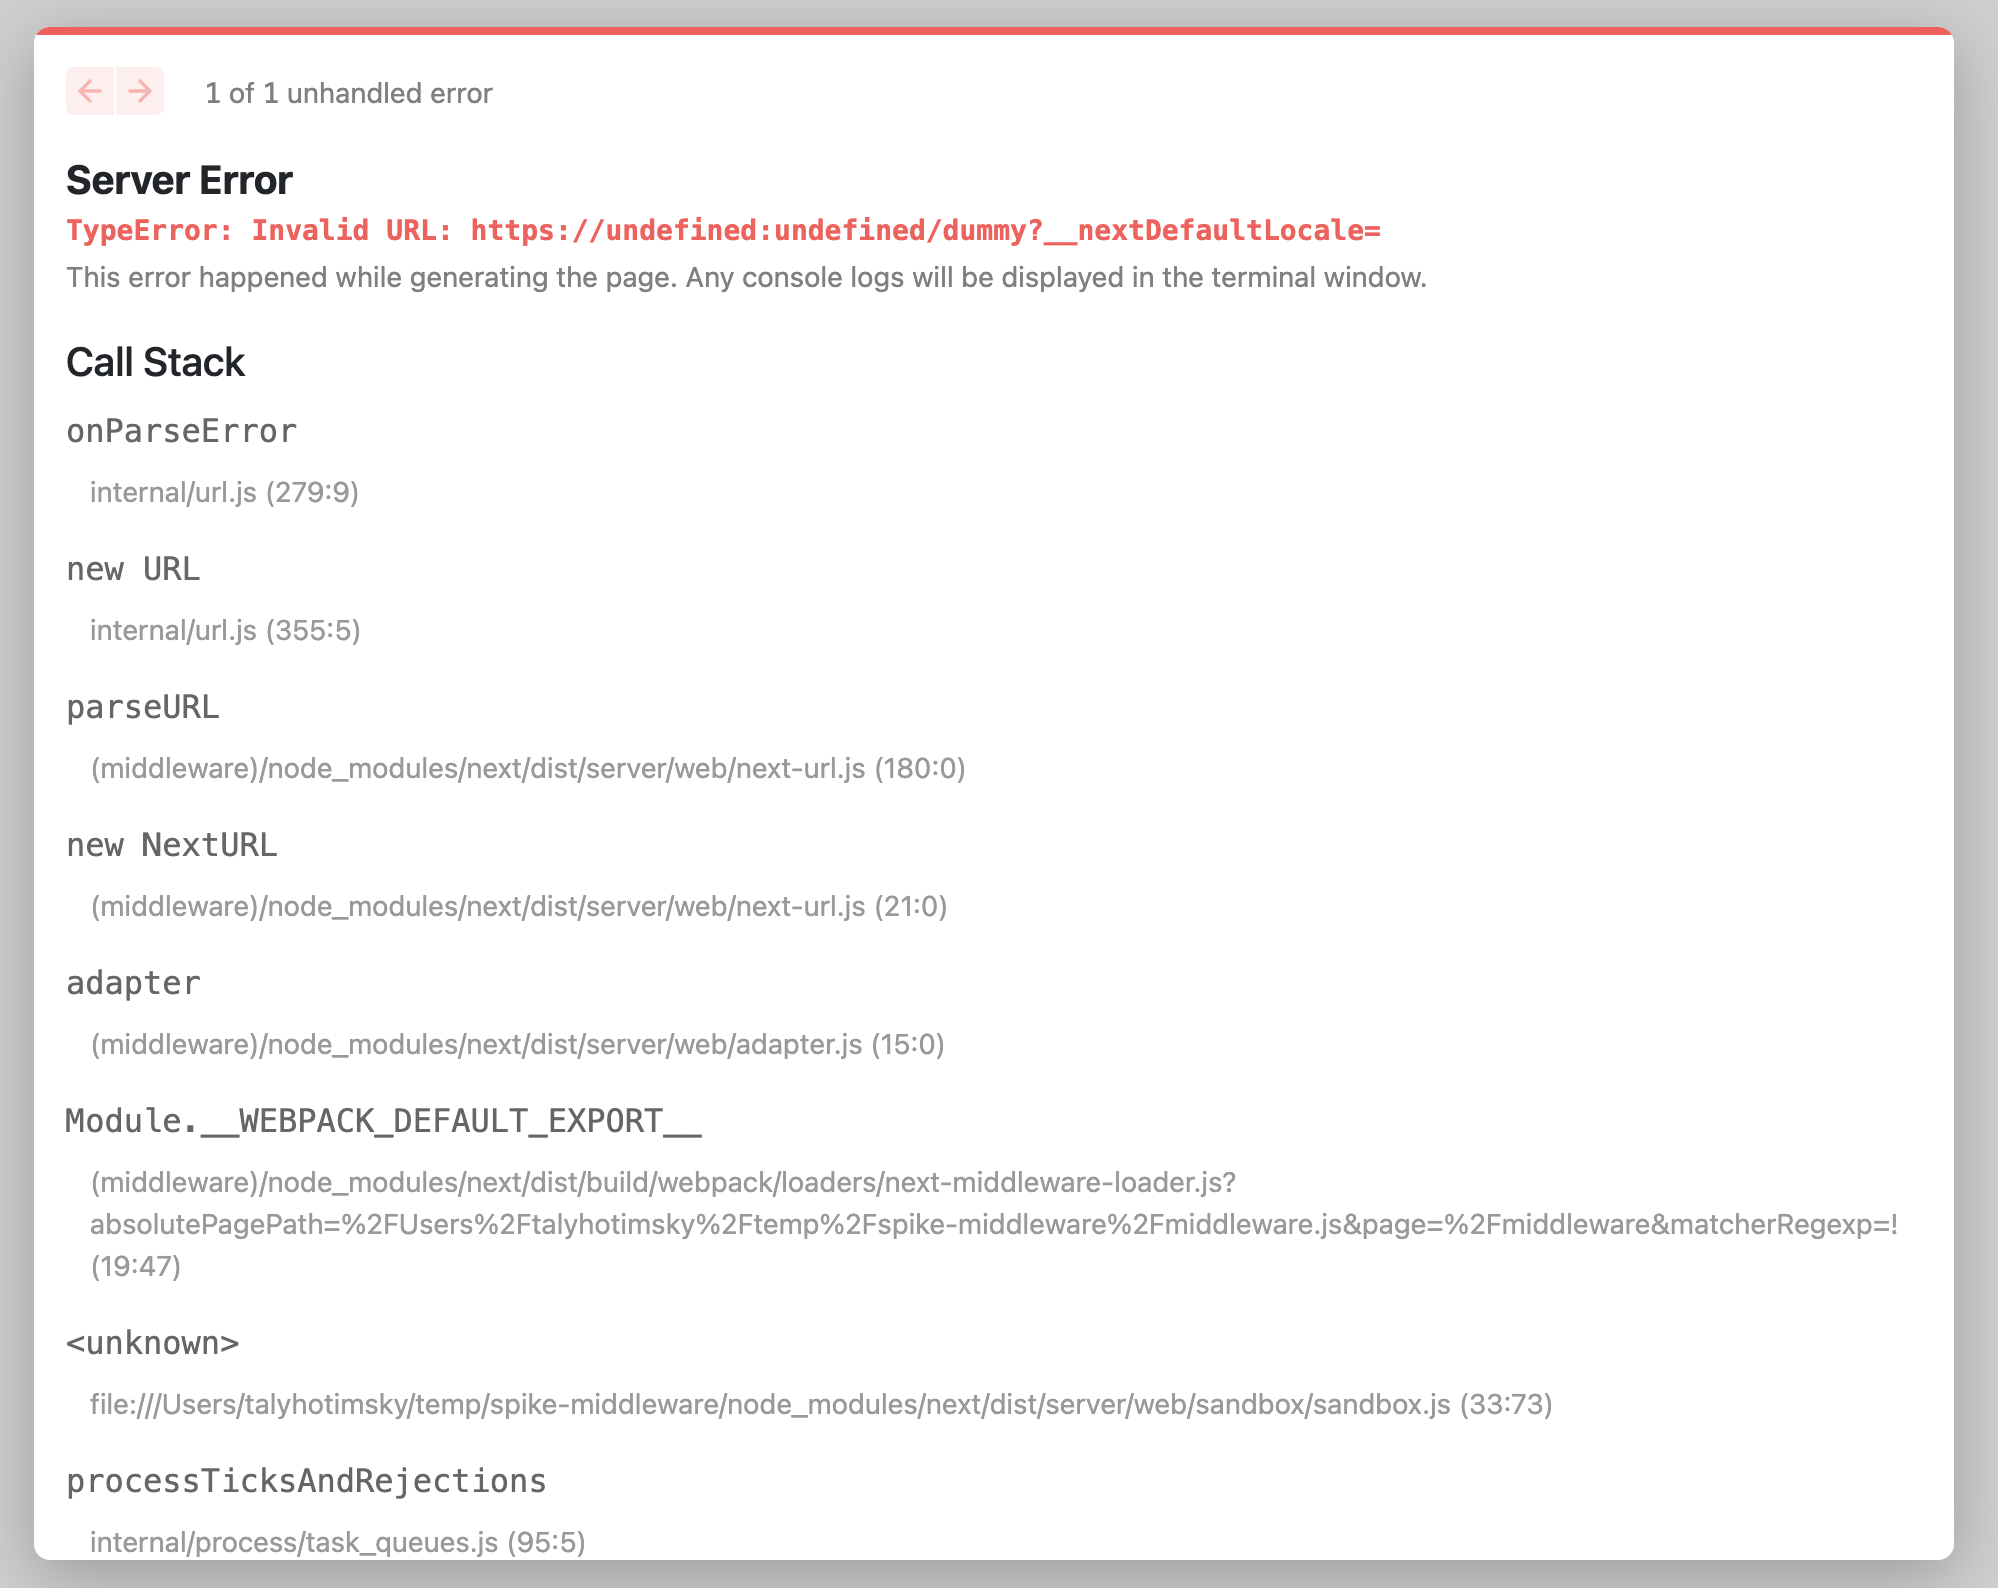 1 of 1 unhandled error
Server Error
TypeError: Invalid URL: https://undefined:undefined/dummy?__nextDefaultLocale=
This error happened while generating the page. Any console logs will be displayed in the terminal window.
Call Stack
onParseError
internal/url.js (279:9)
new URL
internal/url.js (355:5)
parseURL
(middleware)/node_modules/next/dist/server/web/next-url.js (180:0)
new NextURL
(middleware)/node_modules/next/dist/server/web/next-url.js (21:0)
adapter
(middleware)/node_modules/next/dist/server/web/adapter.js (15:0)
Module.__WEBPACK_DEFAULT_EXPORT__
(middleware)/node_modules/next/dist/build/webpack/loaders/next-middleware-loader.js?
absolutePagePath=%2FUsers%2Ftalyhotimsky%2Ftemp%2Fspike-middleware%2Fmiddleware.js&page=%2Fmiddleware&matcherRegexp=!
(19:47)
<unknown>
file:///Users/talyhotimsky/temp/spike-middleware/node_modules/next/dist/server/web/sandbox/sandbox.js (33:73)
processTicksAndRejections
internal/process/task_queues.js (95:5)